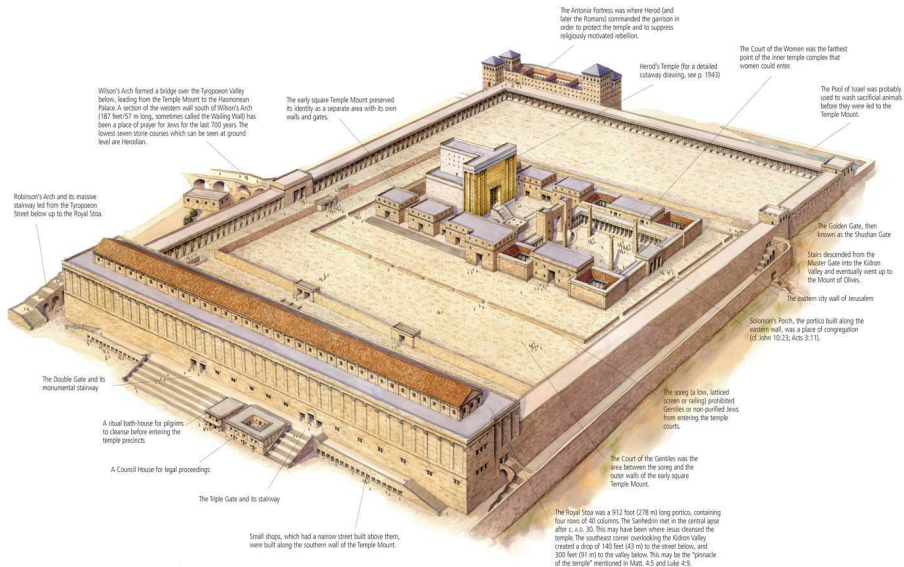 The Antonia Fortress was where Herod (and
later the Romans) commanded the garrison in
order to protect the temple and to suppress
religiously motivated rebellion.
Herod's Temple (for a detailed
cutaway drawing, see p. 1943)
The Court of the Women was the farthest
point of the inner temple complex that
women could enter.
The Pool of Israel was probably
used to wash sacrificial animals
before they were led to the
Temple Mount.
Wilson's Arch formed a bridge over the Tyropoeon Valley
below, leading from the Temple Mount to the Hasmonean
Palace. A section of the western wall south of Wilson's Arch
(187 feet/57 m long, sometimes called the Wailing Wall) has
been a place of prayer for Jews for the last 700 years. The
lowest seven stone courses which can be seen at ground
level are Herodian.
The early square Temple Mount preserved
its identity as a separate area with its own
walls and gates.
Robinson's Arch and its massive
stairway led from the Tyropoeon
Street below up to the Royal Stoa.
The Golden Gate, then
known as the Shushan Gate
Stairs descended from the
Muster Gate into the Kidron
Valley and eventually went up to
the Mount of Olives.
The eastern city wall of Jerusalem
Solomon's Porch, the portico built along the
eastern wall, was a place of congregation
(cf. John 10:23; Acts 3:11).
The Double Gate and its
monumental stairway
A ritual bath-house for pilgrims
to cleanse before entering the
temple precincts
A Council House for legal proceedings
The Triple Gate and its stairway
Small shops, which had a narrow street built above them,
were built along the southern wall of the Temple Mount.
The soreg (a low, latticed
screen or railing) prohibited
Gentiles or non-purified Jews
from entering the temple
courts.
The Court of the Gentiles was the
area between the soreg and the
outer walls of the early square
Temple Mount.
The Royal Stoa was a 912 foot (278 m) long portico, containing
four rows of 40 columns. The Sanhedrin met in the central apse
after c. A.D. 30. This may have been where Jesus cleansed the
temple. The southeast corner overlooking the Kidron Valley
created a drop of 140 feet (43 m) to the street below, and
300 feet (91 m) to the valley below. This may be the "pinnacle
of the temple" mentioned in Matt. 4:5 and Luke 4:9.